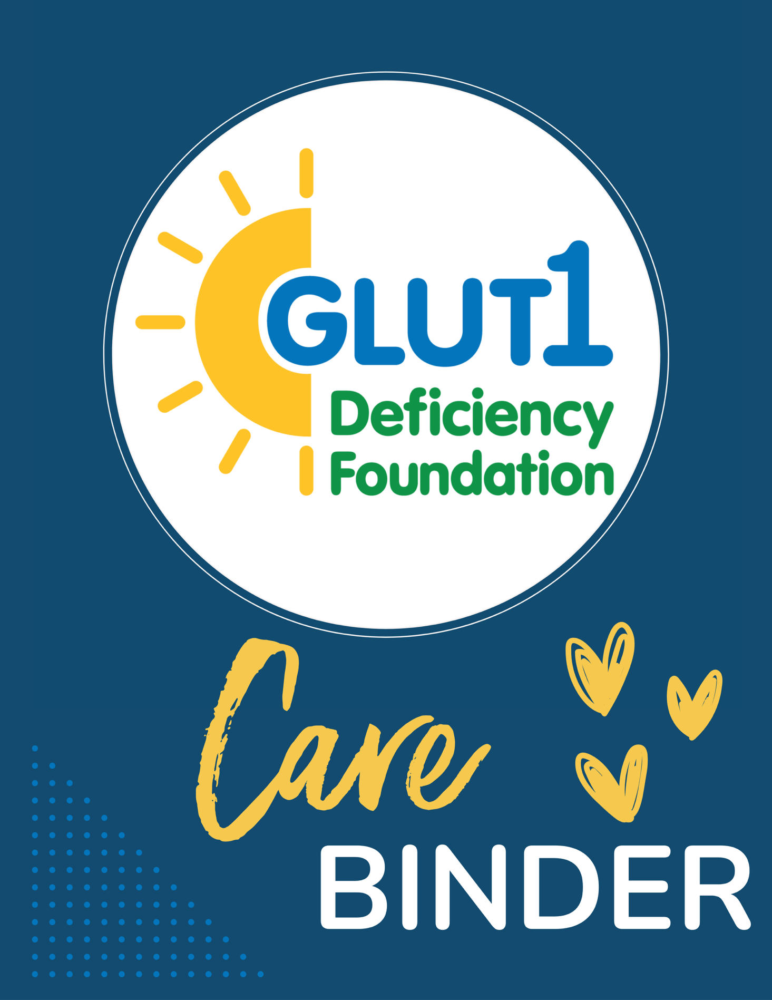 GLUT1
Deficiency
Foundation
Care
BINDER